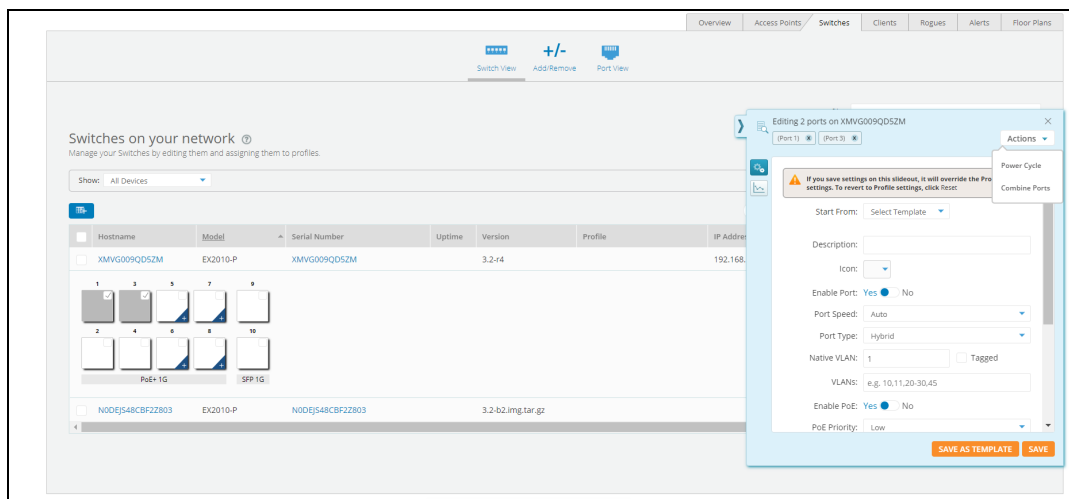 Overview Access Points Switches Clients Rogues Alerts Floor Plans
+/-
Switch View Add/Remove Port View
Switches on your network ?
Manage your Switches by editing them and assigning them to profiles.
Show: All Devices
Hostname Model Serial Number Uptime Version Profile IP Addre
XMVG009QD5ZM EX2010-P XMVG009QD5ZM 3.2-r4 192.168.
1 3 5 7 9
+ +
2 4 6 8 10
+ +
PoE+ 1G SFP 1G
N0DEJS48CBF2Z803 EX2010-P N0DEJS48CBF2Z803 3.2-b2.img.tar.gz
Editing 2 ports on XMVG009QD5ZM
(Port 1) (Port 3)
Actions
Power Cycle
Combine Ports
If you save settings on this slideout, it will override the Pro
settings. To revert to Profile settings, click Reset
Start From: Select Template
Description:
Icon:
Enable Port: Yes No
Port Speed: Auto
Port Type: Hybrid
Native VLAN: 1 Tagged
VLANs: e.g. 10,11,20-30,45
Enable PoE: Yes No
PoE Priority: Low
SAVE AS TEMPLATE SAVE